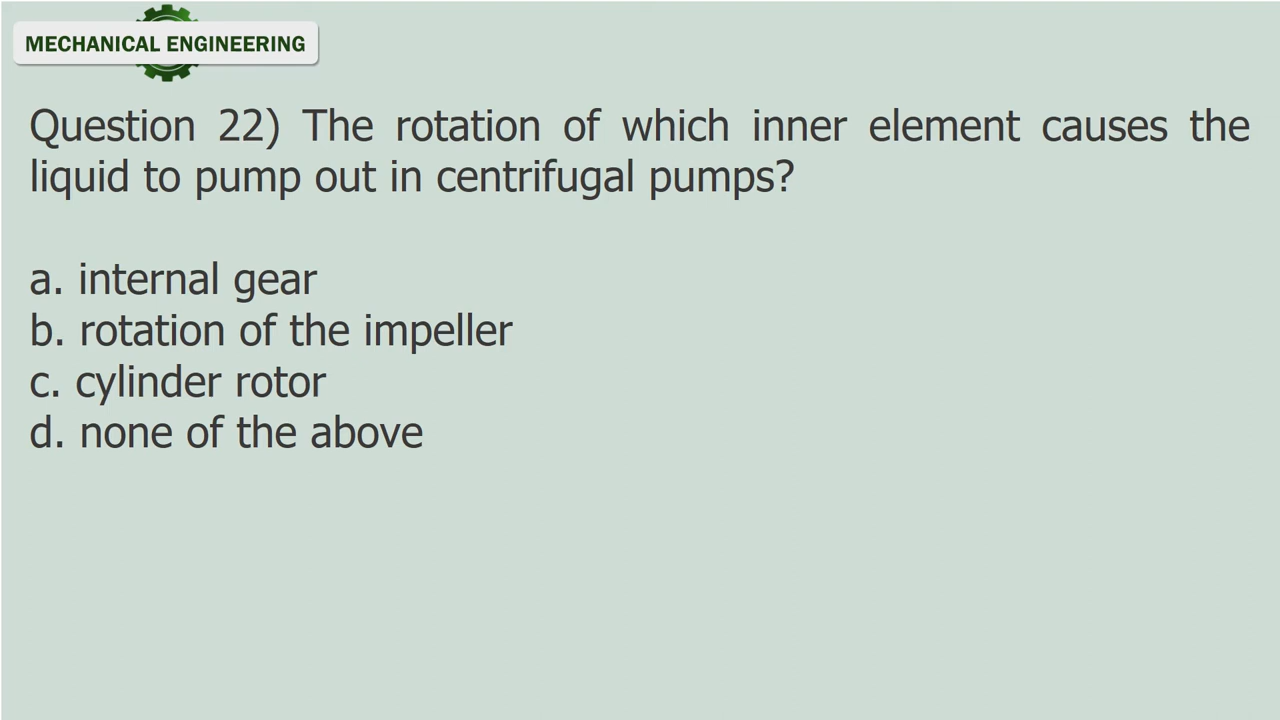 MECHANICAL ENGINEERING
Question 22) The rotation of which inner element causes the
liquid to pump out in centrifugal pumps?
a. internal gear
b. rotation of the impeller
c. cylinder rotor
d. none of the above